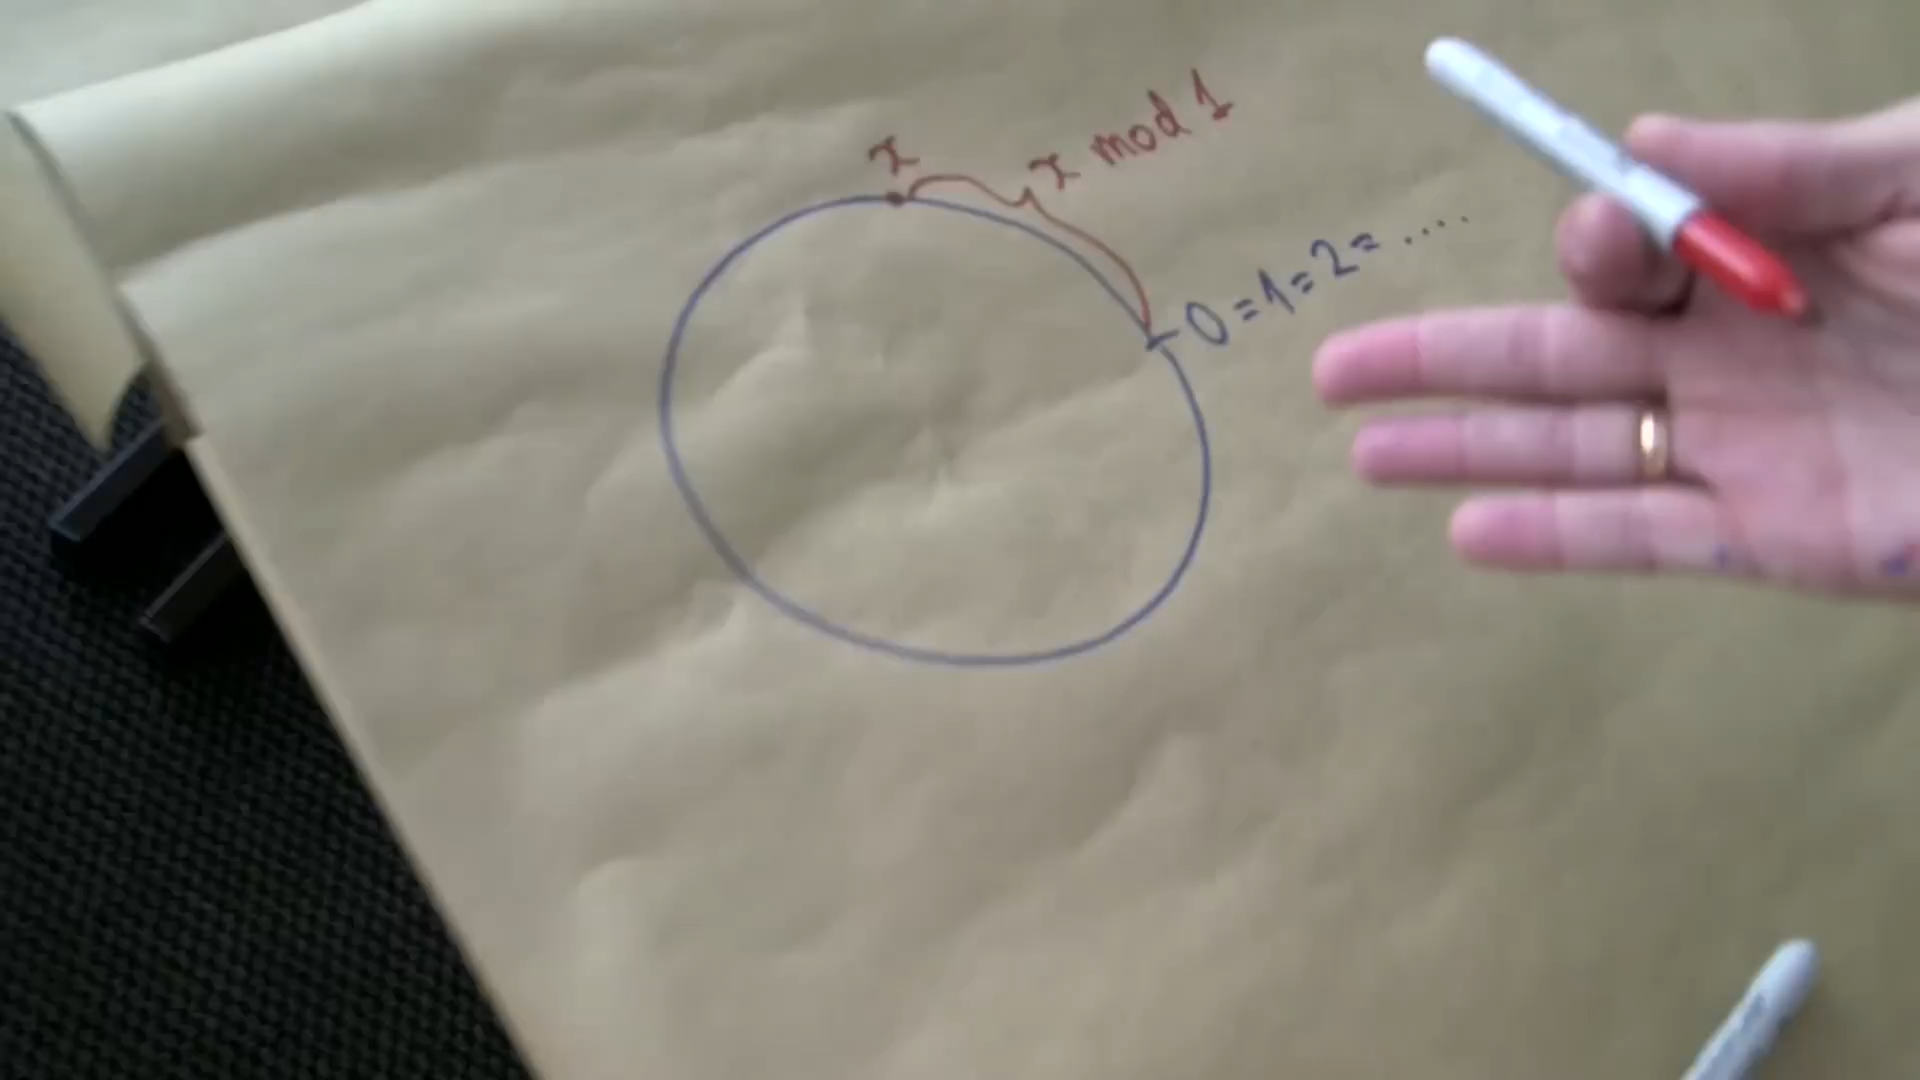 x
x mod 1
0 = 1 = 2 = ....